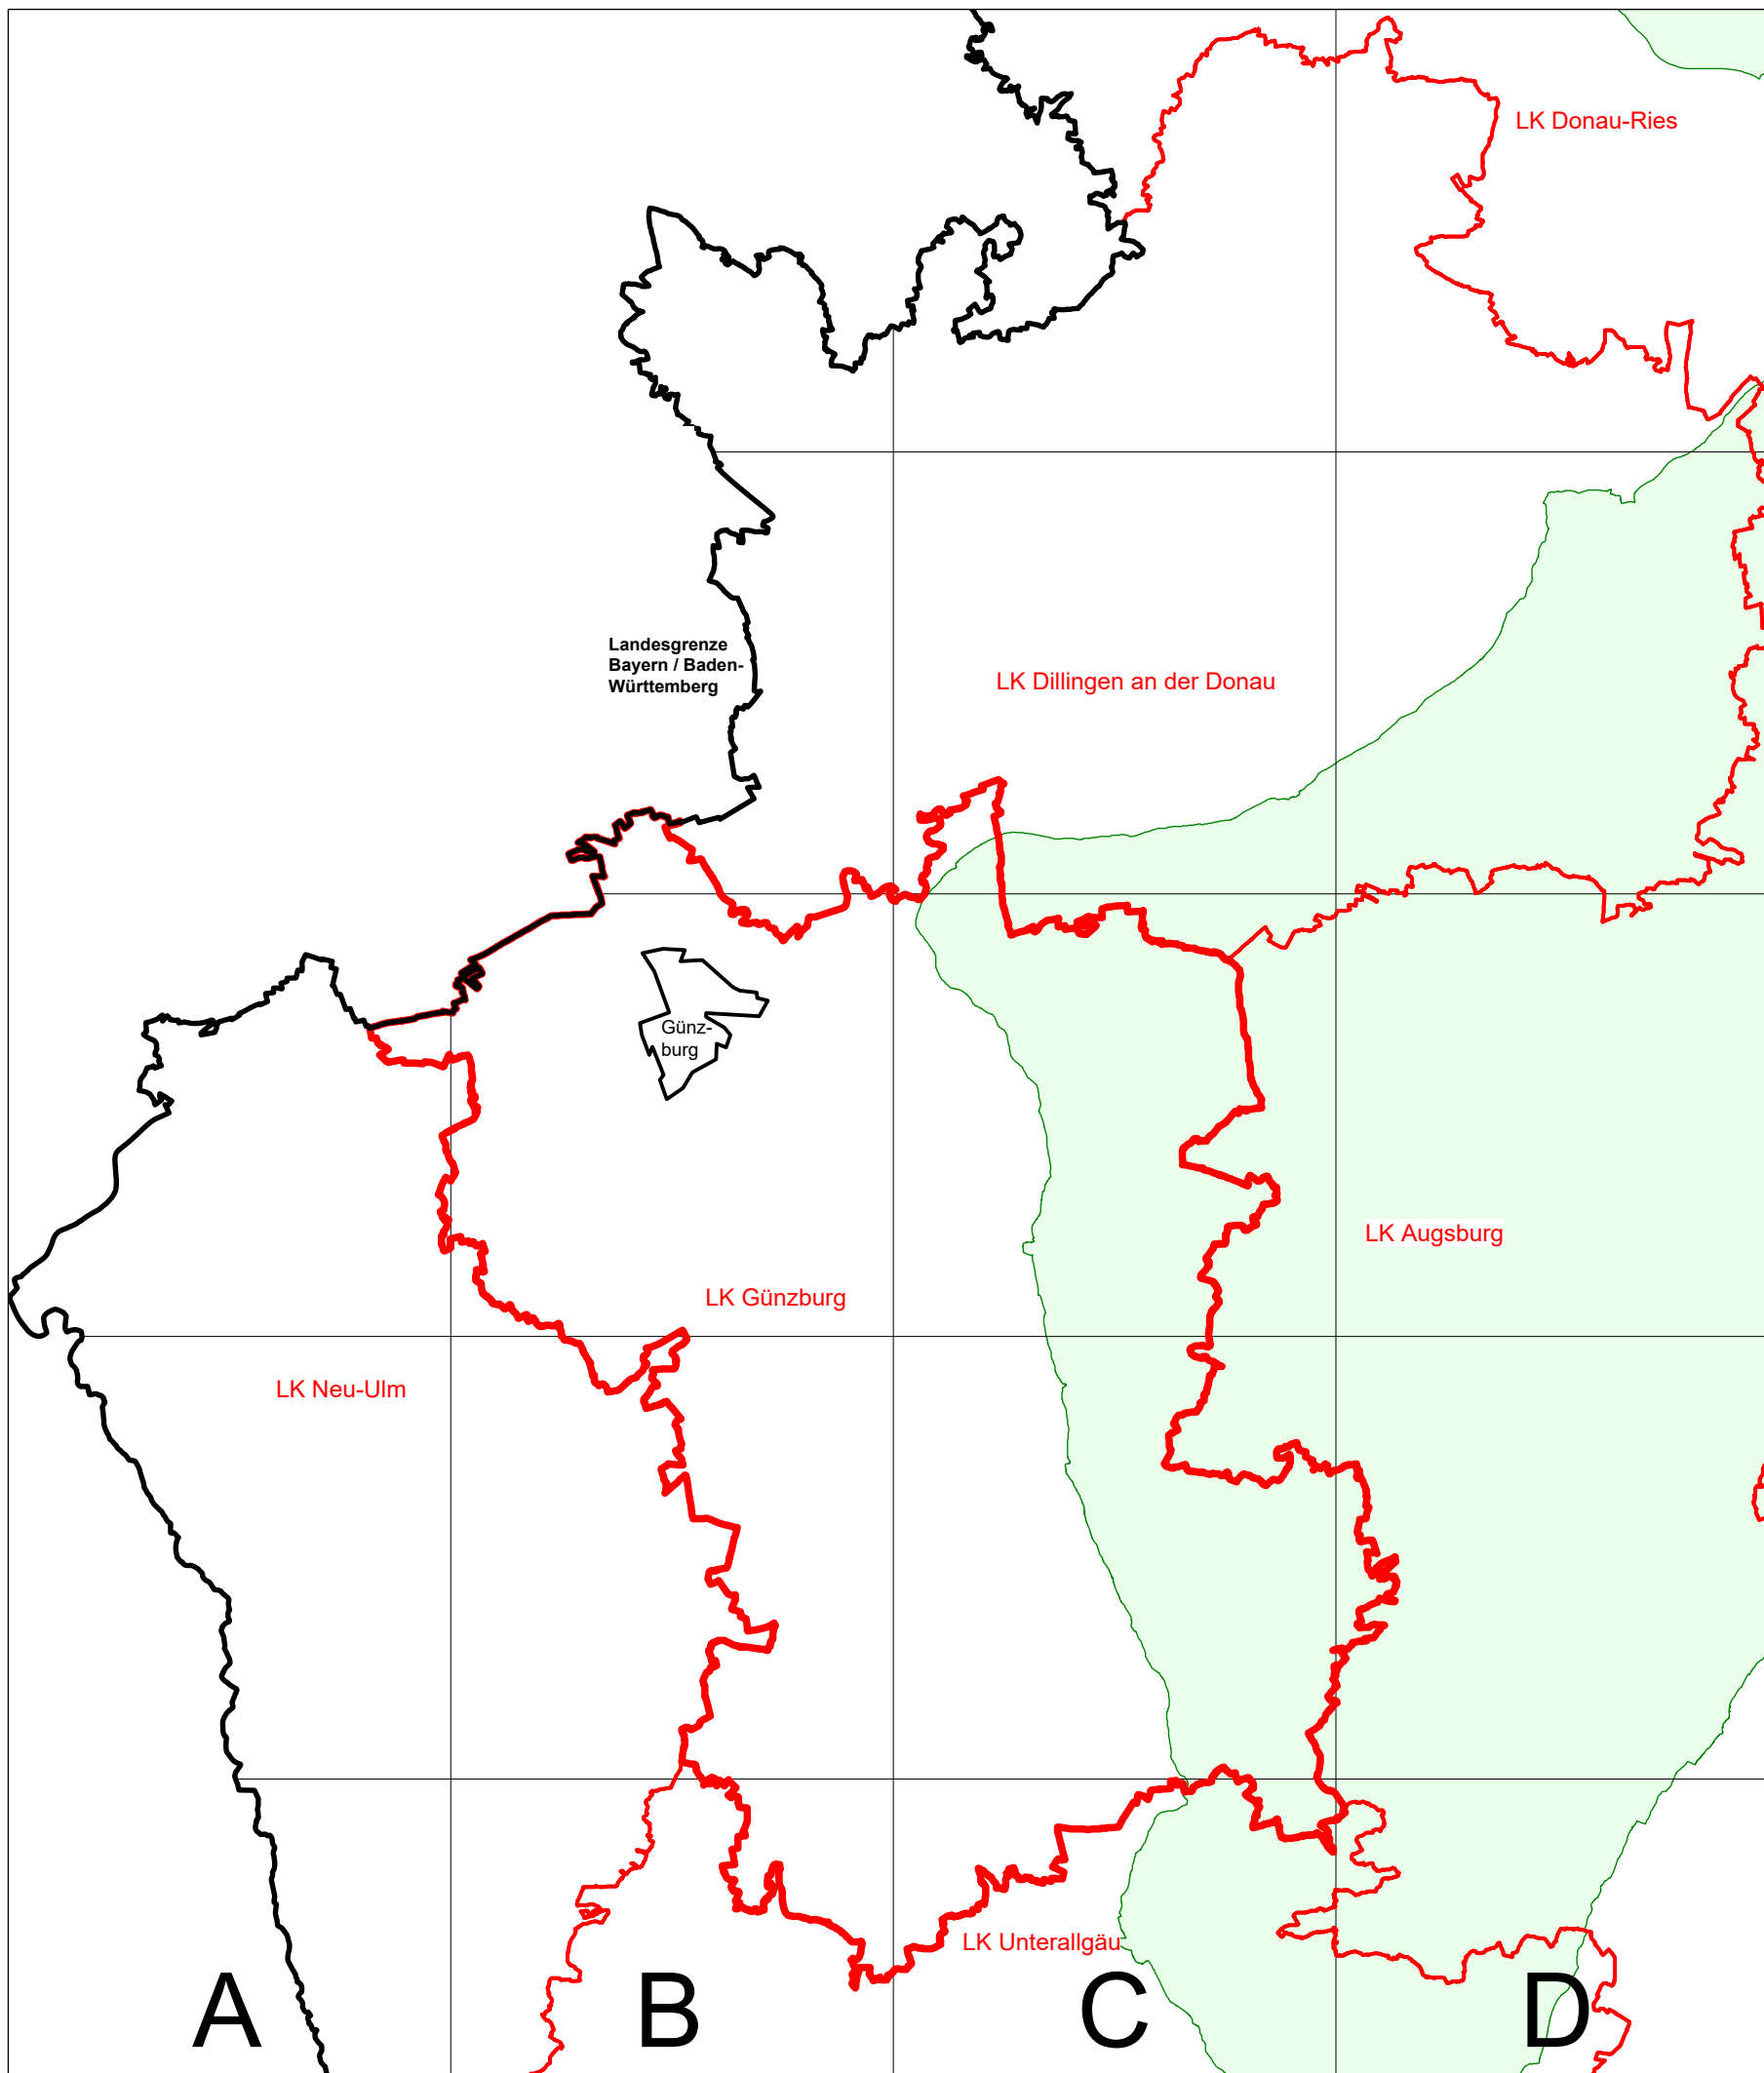 LK Donau-Ries
Landesgrenze
Bayern / Baden-
Württemberg
LK Dillingen an der Donau
Günz-
burg
LK Augsburg
LK Günzburg
LK Neu-Ulm
LK Unterallgäu
A B C D